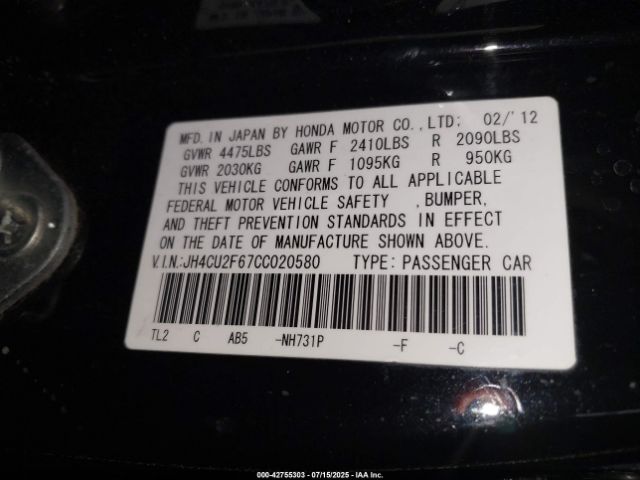 MFD. IN JAPAN BY HONDA MOTOR CO., LTD: 02/'12
GVWR 4475LBS GAWR F 2410LBS R 2090LBS
GVWR 2030KG GAWR F 1095KG R 950KG
THIS VEHICLE CONFORMS TO ALL APPLICABLE
FEDERAL MOTOR VEHICLE SAFETY , BUMPER,
AND THEFT PREVENTION STANDARDS IN EFFECT
ON THE DATE OF MANUFACTURE SHOWN ABOVE.
V.I.N.:JH4CU2F67CC020580 TYPE: PASSENGER CAR
TL2 C AB5 -NH731P -F -C
000-42755303 - 07/15/2025 - IAA Inc.